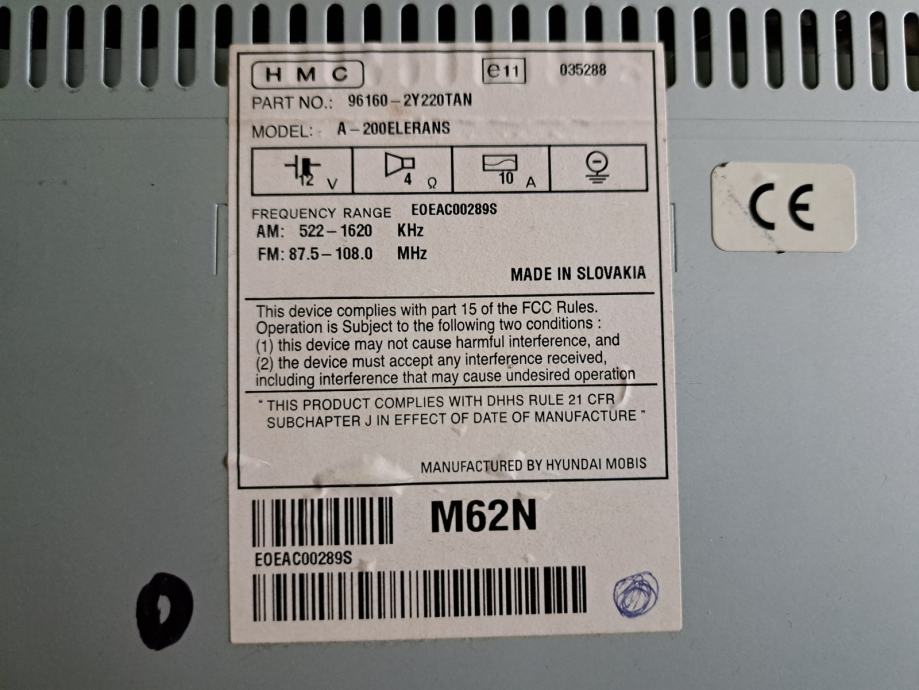 HMC e11 035288
PART NO.: 96160-2Y220TAN
MODEL: A-200ELERANS
12 V 4 Ω 10 A
FREQUENCY RANGE EOEAC00289S
AM: 522-1620 KHz
FM: 87.5-108.0 MHz
MADE IN SLOVAKIA
CE
This device complies with part 15 of the FCC Rules.
Operation is Subject to the following two conditions :
(1) this device may not cause harmful interference, and
(2) the device must accept any interference received,
including interference that may cause undesired operation
" THIS PRODUCT COMPLIES WITH DHHS RULE 21 CFR
SUBCHAPTER J IN EFFECT OF DATE OF MANUFACTURE "
MANUFACTURED BY HYUNDAI MOBIS
M62N
EOEAC00289S